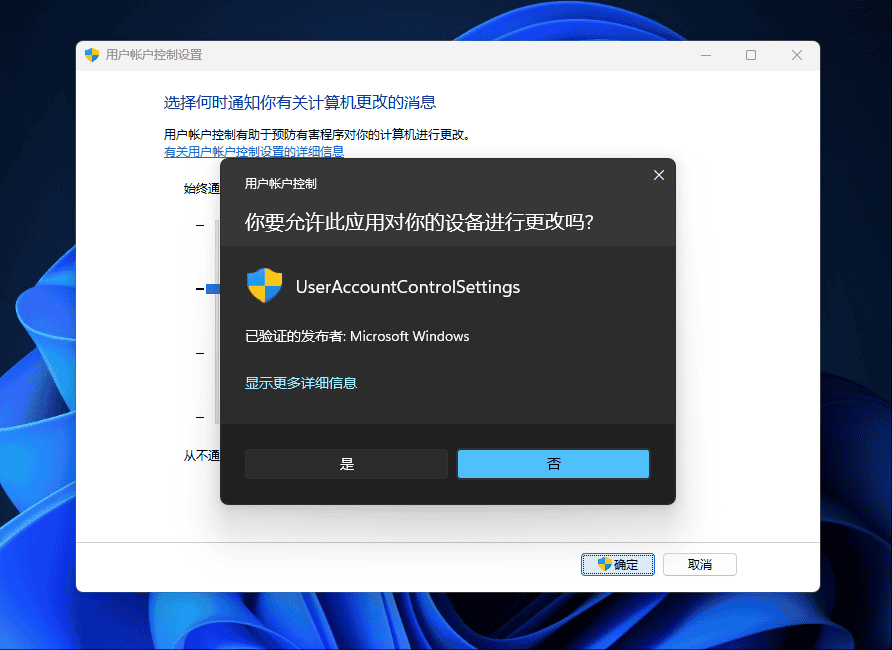 用户帐户控制设置
选择何时通知你有关计算机更改的消息
用户帐户控制有助于预防有害程序对你的计算机进行更改。
有关用户帐户控制设置的详细信息
始终通
从不通
用户帐户控制
你要允许此应用对你的设备进行更改吗?
UserAccountControlSettings
已验证的发布者: Microsoft Windows
显示更多详细信息
是
否
确定
取消